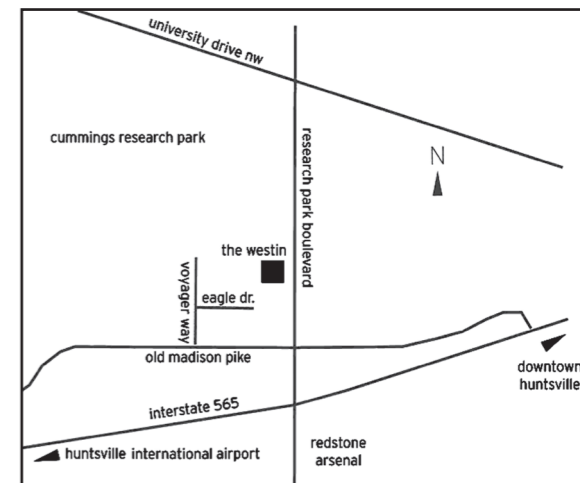 university drive nw
cummings research park
research park boulevard
N
the westin
voyager way
eagle dr.
old madison pike
interstate 565
downtown
huntsville
huntsville international airport
redstone
arsenal